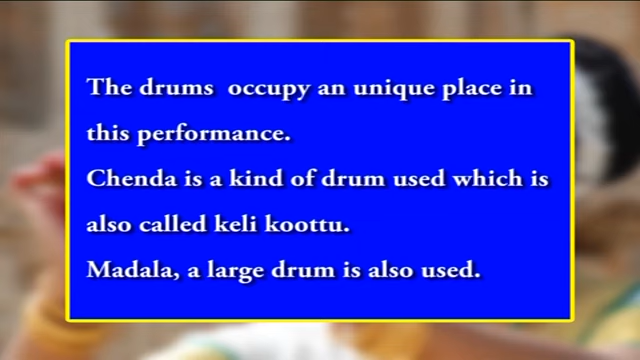 The drums  occupy an unique place in
this performance.
Chenda is a kind of drum used which is
also called keli koottu.
Madala, a large drum is also used.